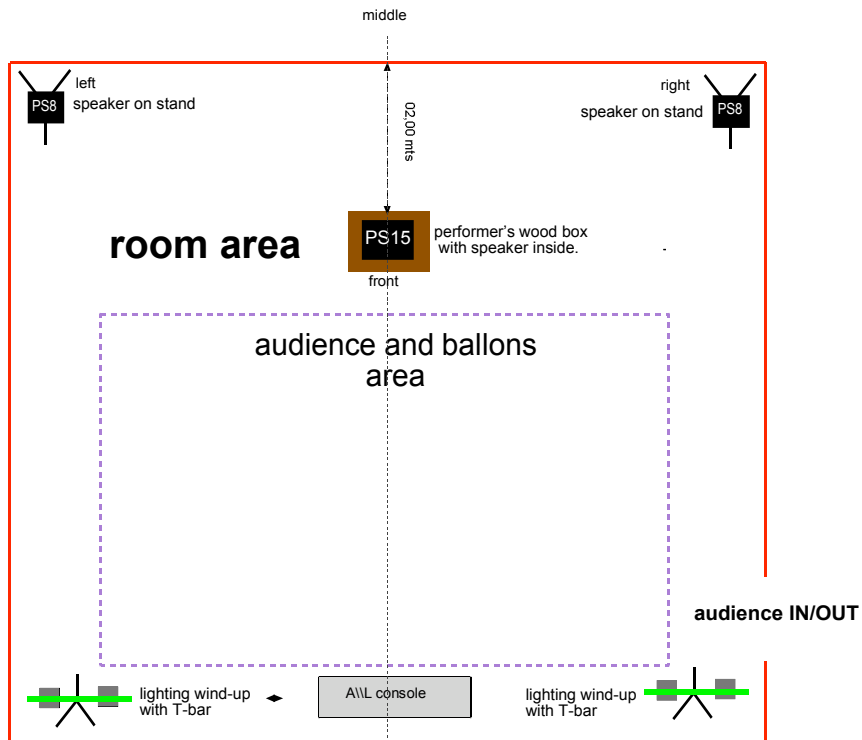 middle
left
PS8
speaker on stand
right
speaker on stand
PS8
02,00 mts
room area
PS15
performer's wood box
with speaker inside.
-
front
audience and ballons
area
audience IN/OUT
lighting wind-up
with T-bar
A\\L console
lighting wind-up
with T-bar